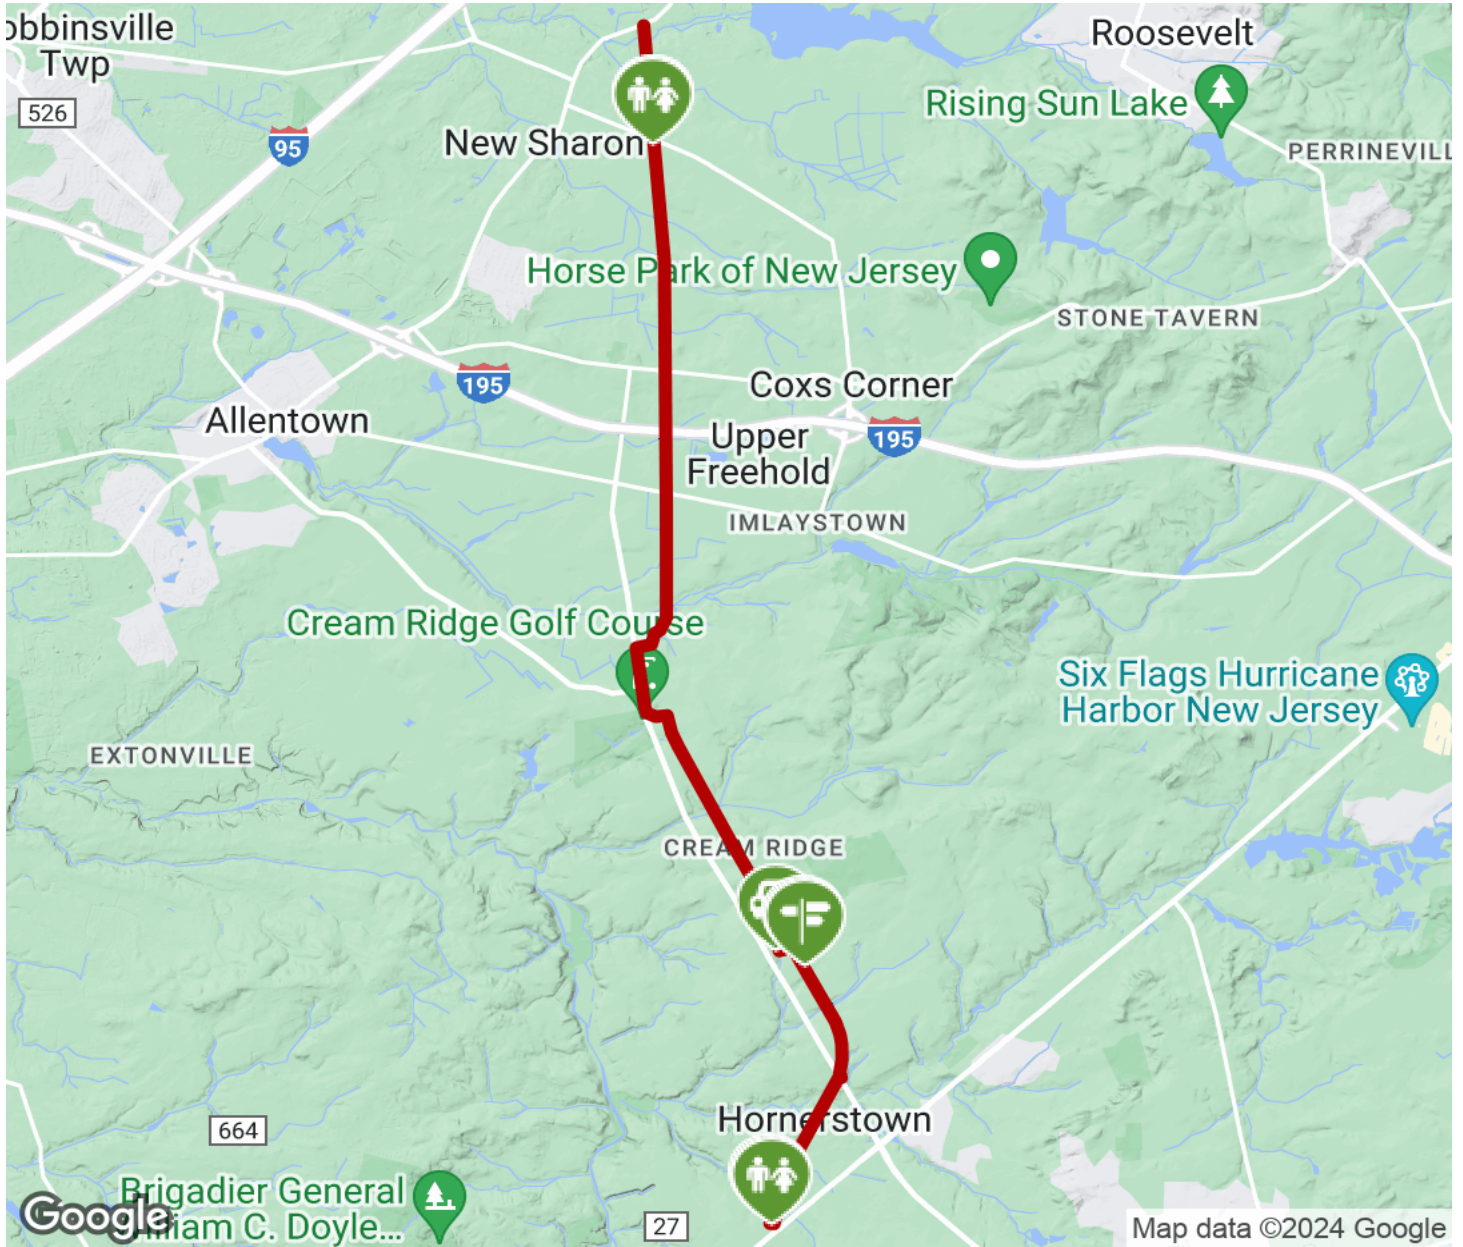 obbinsville
Twp
Roosevelt
526
Rising Sun Lake
95
New Sharon
PERRINEVILL
Horse Park of New Jersey
STONE TAVERN
195
Coxs Corner
Allentown
Upper
Freehold
195
IMLAYSTOWN
Cream Ridge Golf Course
Six Flags Hurricane
Harbor New Jersey
EXTONVILLE
CREAM RIDGE
Hornerstown
664
Brigadier General
lliam C. Doyle...
27
Google
Map data ©2024 Google